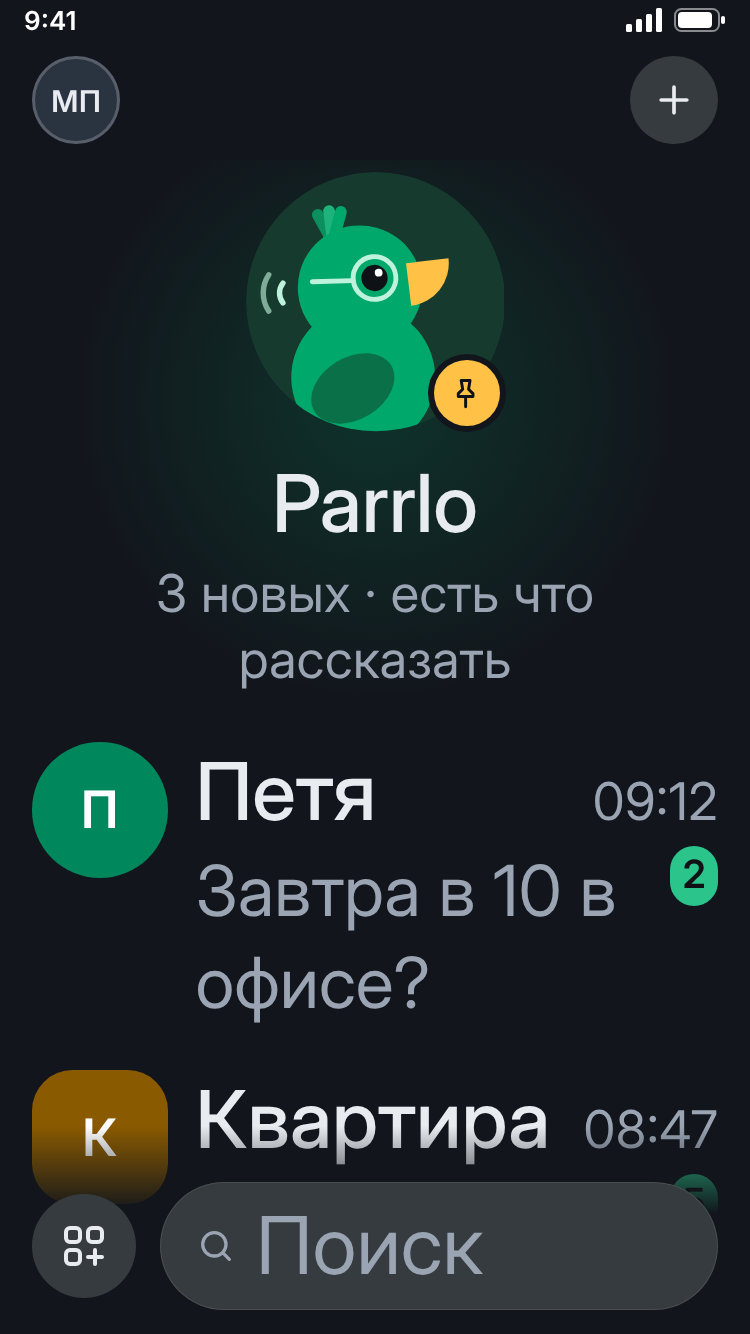 9:41
МП
Parrlo
3 новых · есть что
рассказать
П
Петя
09:12
Завтра в 10 в
2
офисе?
К
Квартира
08:47
Поиск